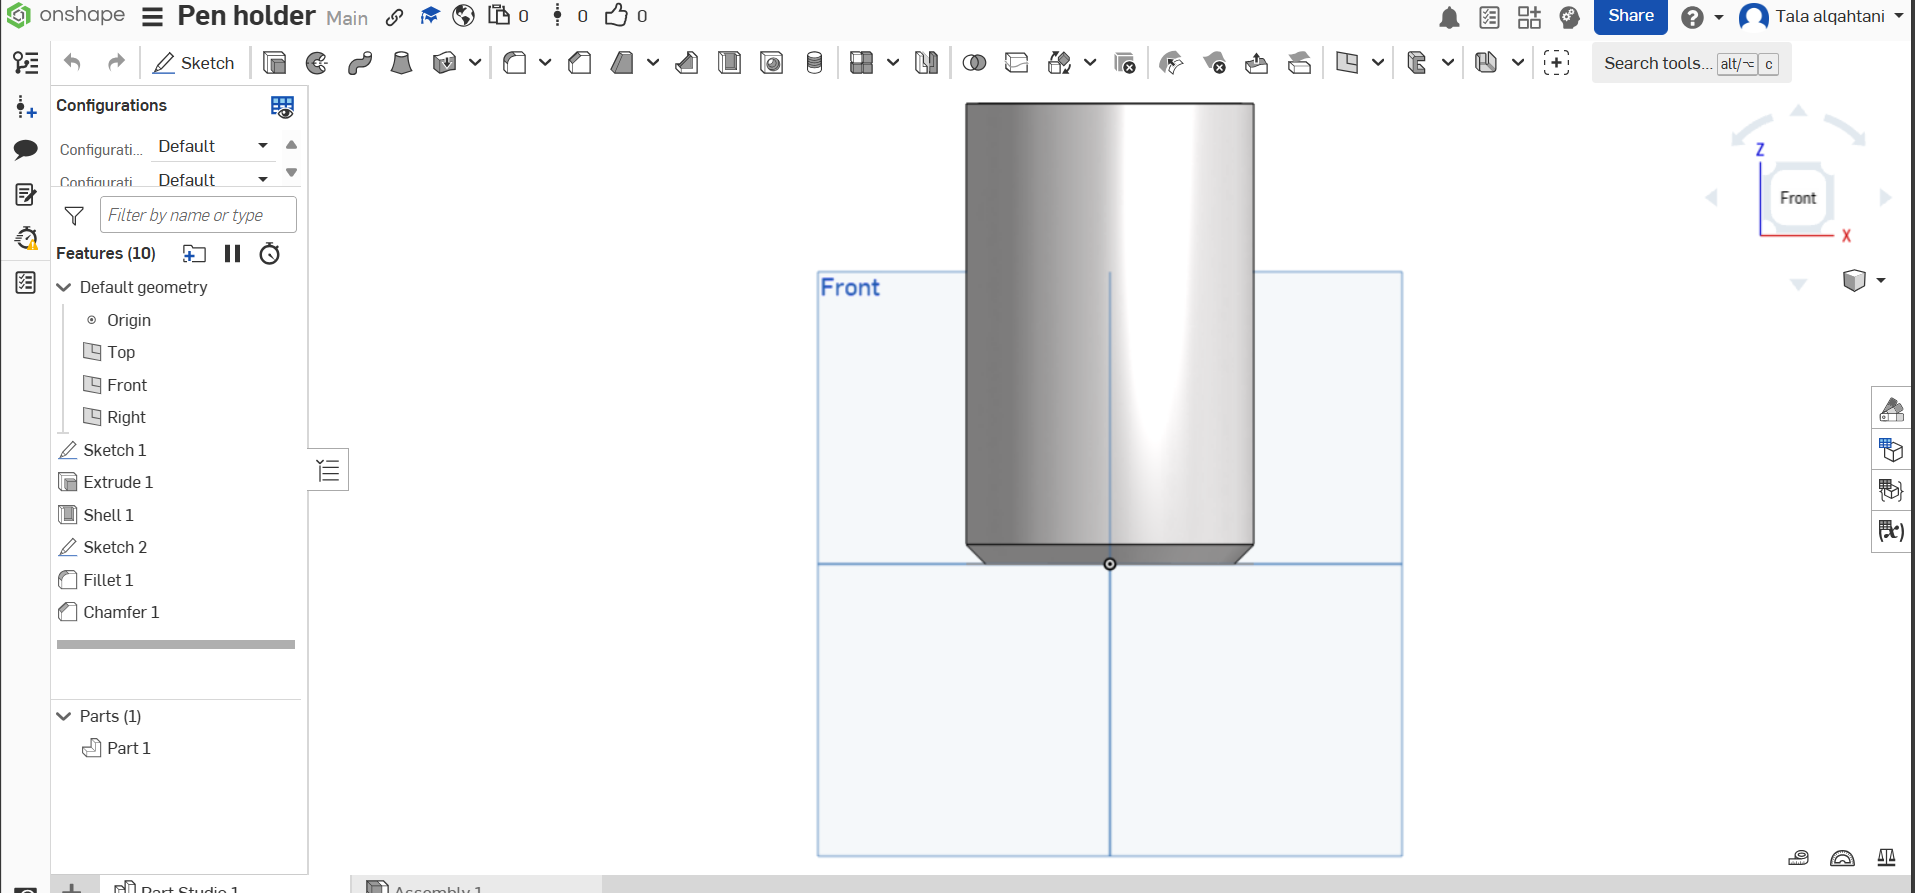 onshape Pen holder Main 0 0 0 Share Tala alqahtani
Sketch Search tools... alt/⌥ c
Configurations
Configurati... Default
Configurati Default
Filter by name or type
Features (10)
Default geometry
Origin
Top
Front
Right
Sketch 1
Extrude 1
Shell 1
Sketch 2
Fillet 1
Chamfer 1
Parts (1)
Part 1
Front
Z
Front
X
(x)
Part Studio 1 Assembly 1